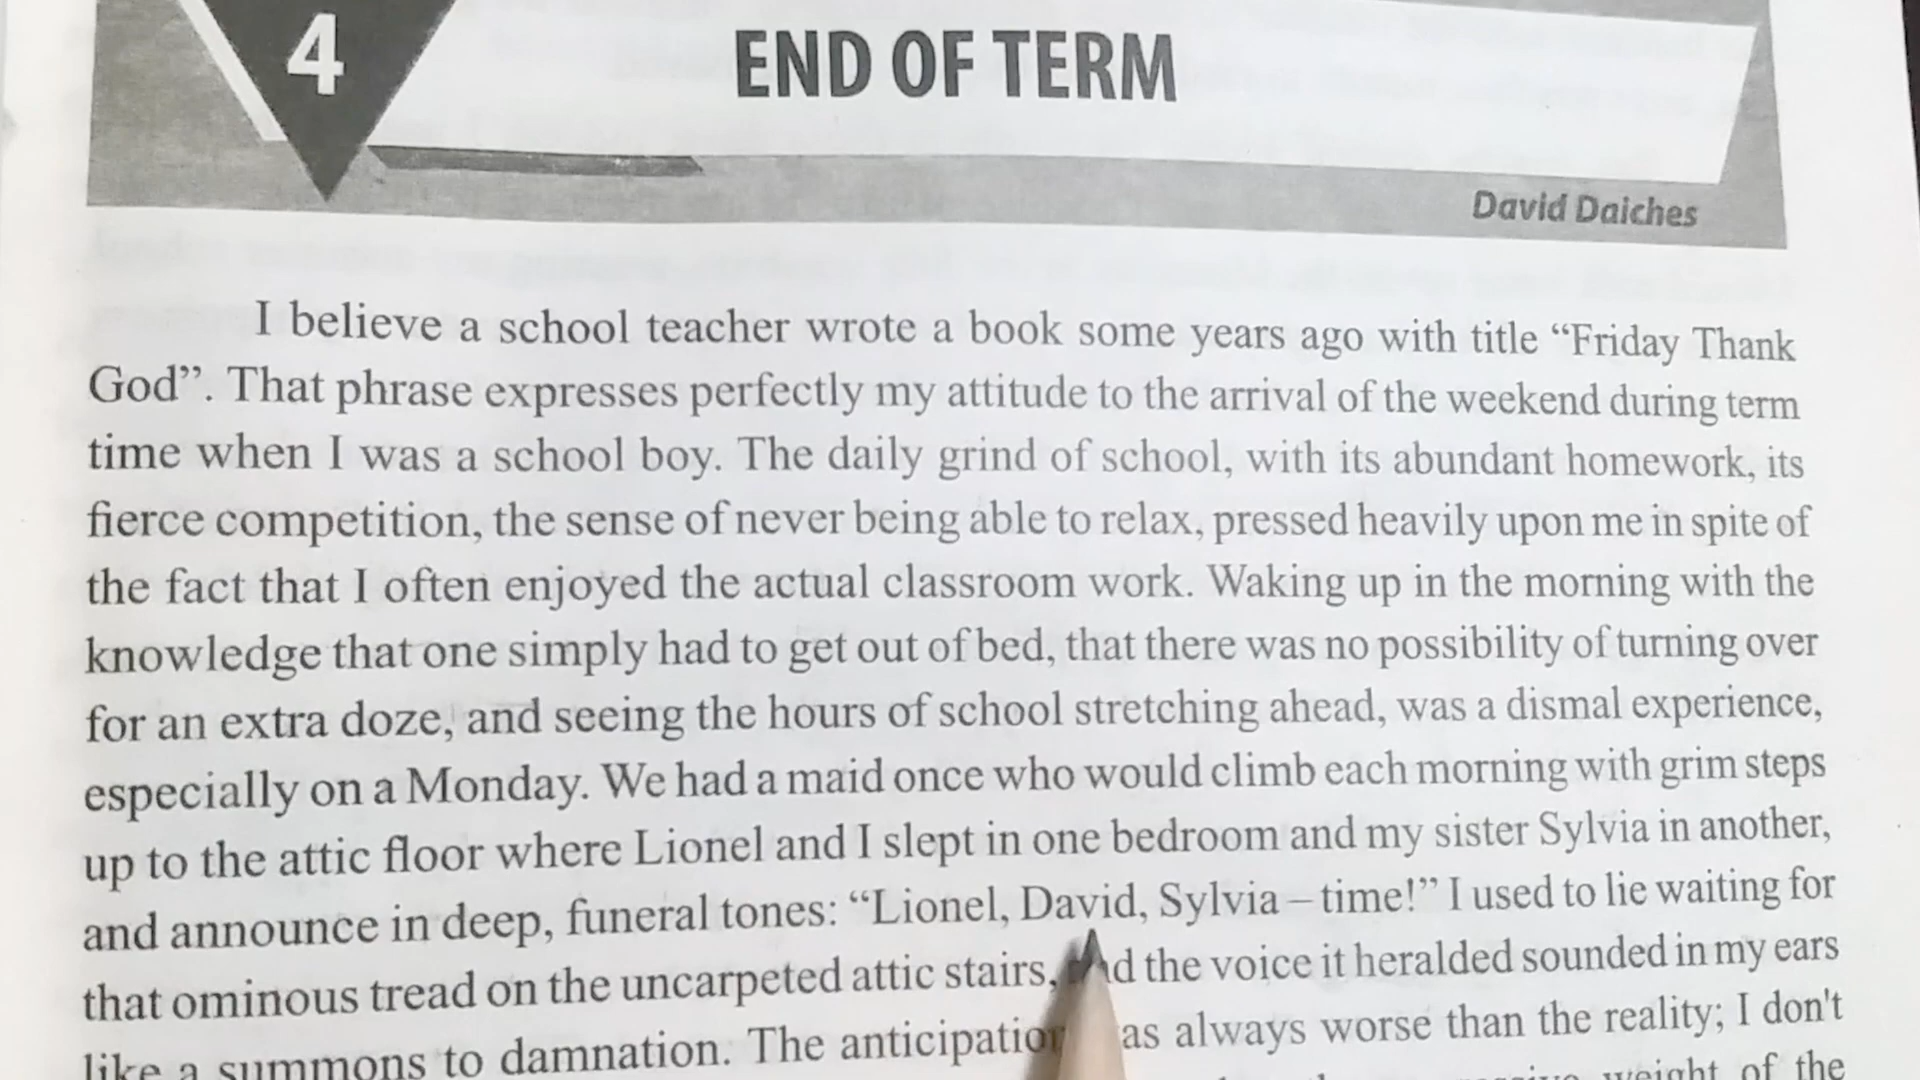 4
END OF TERM
David Daiches
I believe a school teacher wrote a book some years ago with title “Friday Thank
God”. That phrase expresses perfectly my attitude to the arrival of the weekend during term
time when I was a school boy. The daily grind of school, with its abundant homework, its
fierce competition, the sense of never being able to relax, pressed heavily upon me in spite of
the fact that I often enjoyed the actual classroom work. Waking up in the morning with the
knowledge that one simply had to get out of bed, that there was no possibility of turning over
for an extra doze, and seeing the hours of school stretching ahead, was a dismal experience,
especially on a Monday. We had a maid once who would climb each morning with grim steps
up to the attic floor where Lionel and I slept in one bedroom and my sister Sylvia in another,
and announce in deep, funeral tones: “Lionel, David, Sylvia – time!” I used to lie waiting for
that ominous tread on the uncarpeted attic stairs, and the voice it heralded sounded in my ears
like a summons to damnation. The anticipation was always worse than the reality; I don't
weight of the